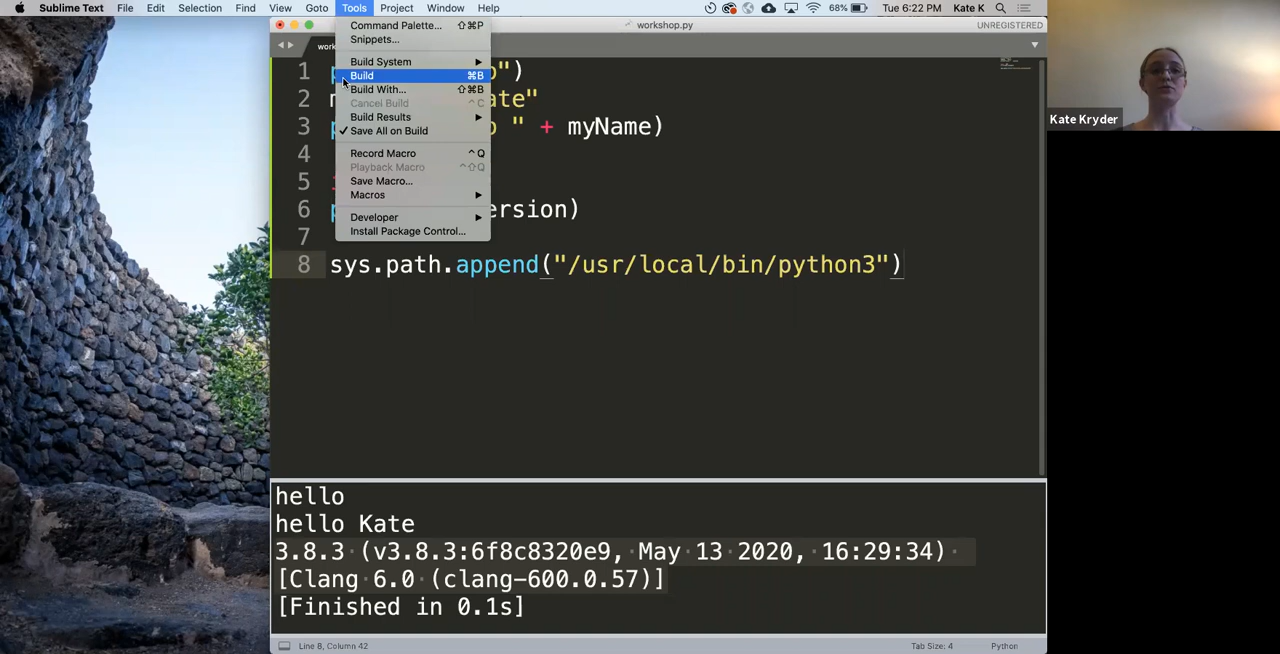 Sublime Text File Edit Selection Find View Goto Tools Project Window Help 68% Tue 6:22 PM Kate K
workshop.py UNREGISTERED
Command Palette... ⇧⌘P
Snippets...
Build System ▶
Build ⌘B
Build With... ⇧⌘B
Cancel Build ^C
Build Results ▶
✓ Save All on Build
Record Macro ^Q
Playback Macro ^⇧Q
Save Macro...
Macros ▶
Developer ▶
Install Package Control...
work
1 ")
2 ate"
3 " + myName)
4
5
6 ersion)
7
8 sys.path.append("/usr/local/bin/python3")
hello
hello Kate
3.8.3 (v3.8.3:6f8c8320e9, May 13 2020, 16:29:34)
[Clang 6.0 (clang-600.0.57)]
[Finished in 0.1s]
Line 8, Column 42 Tab Size: 4 Python
Kate Kryder